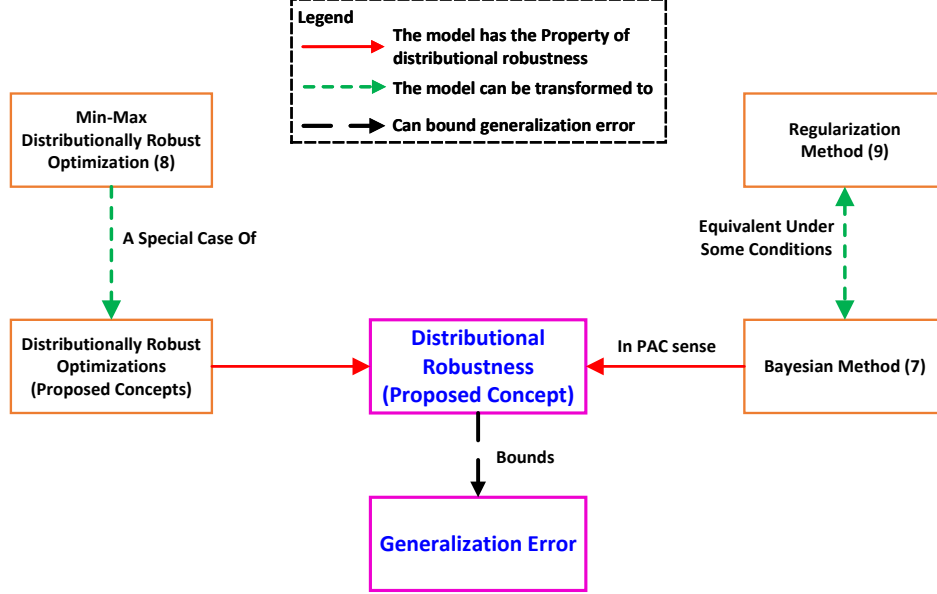 Legend
The model has the Property of
distributional robustness
The model can be transformed to
Can bound generalization error
Min-Max
Distributionally Robust
Optimization (8)
Regularization
Method (9)
A Special Case Of
Equivalent Under
Some Conditions
Distributionally Robust
Optimizations
(Proposed Concepts)
Distributional
Robustness
(Proposed Concept)
In PAC sense
Bayesian Method (7)
Bounds
Generalization Error